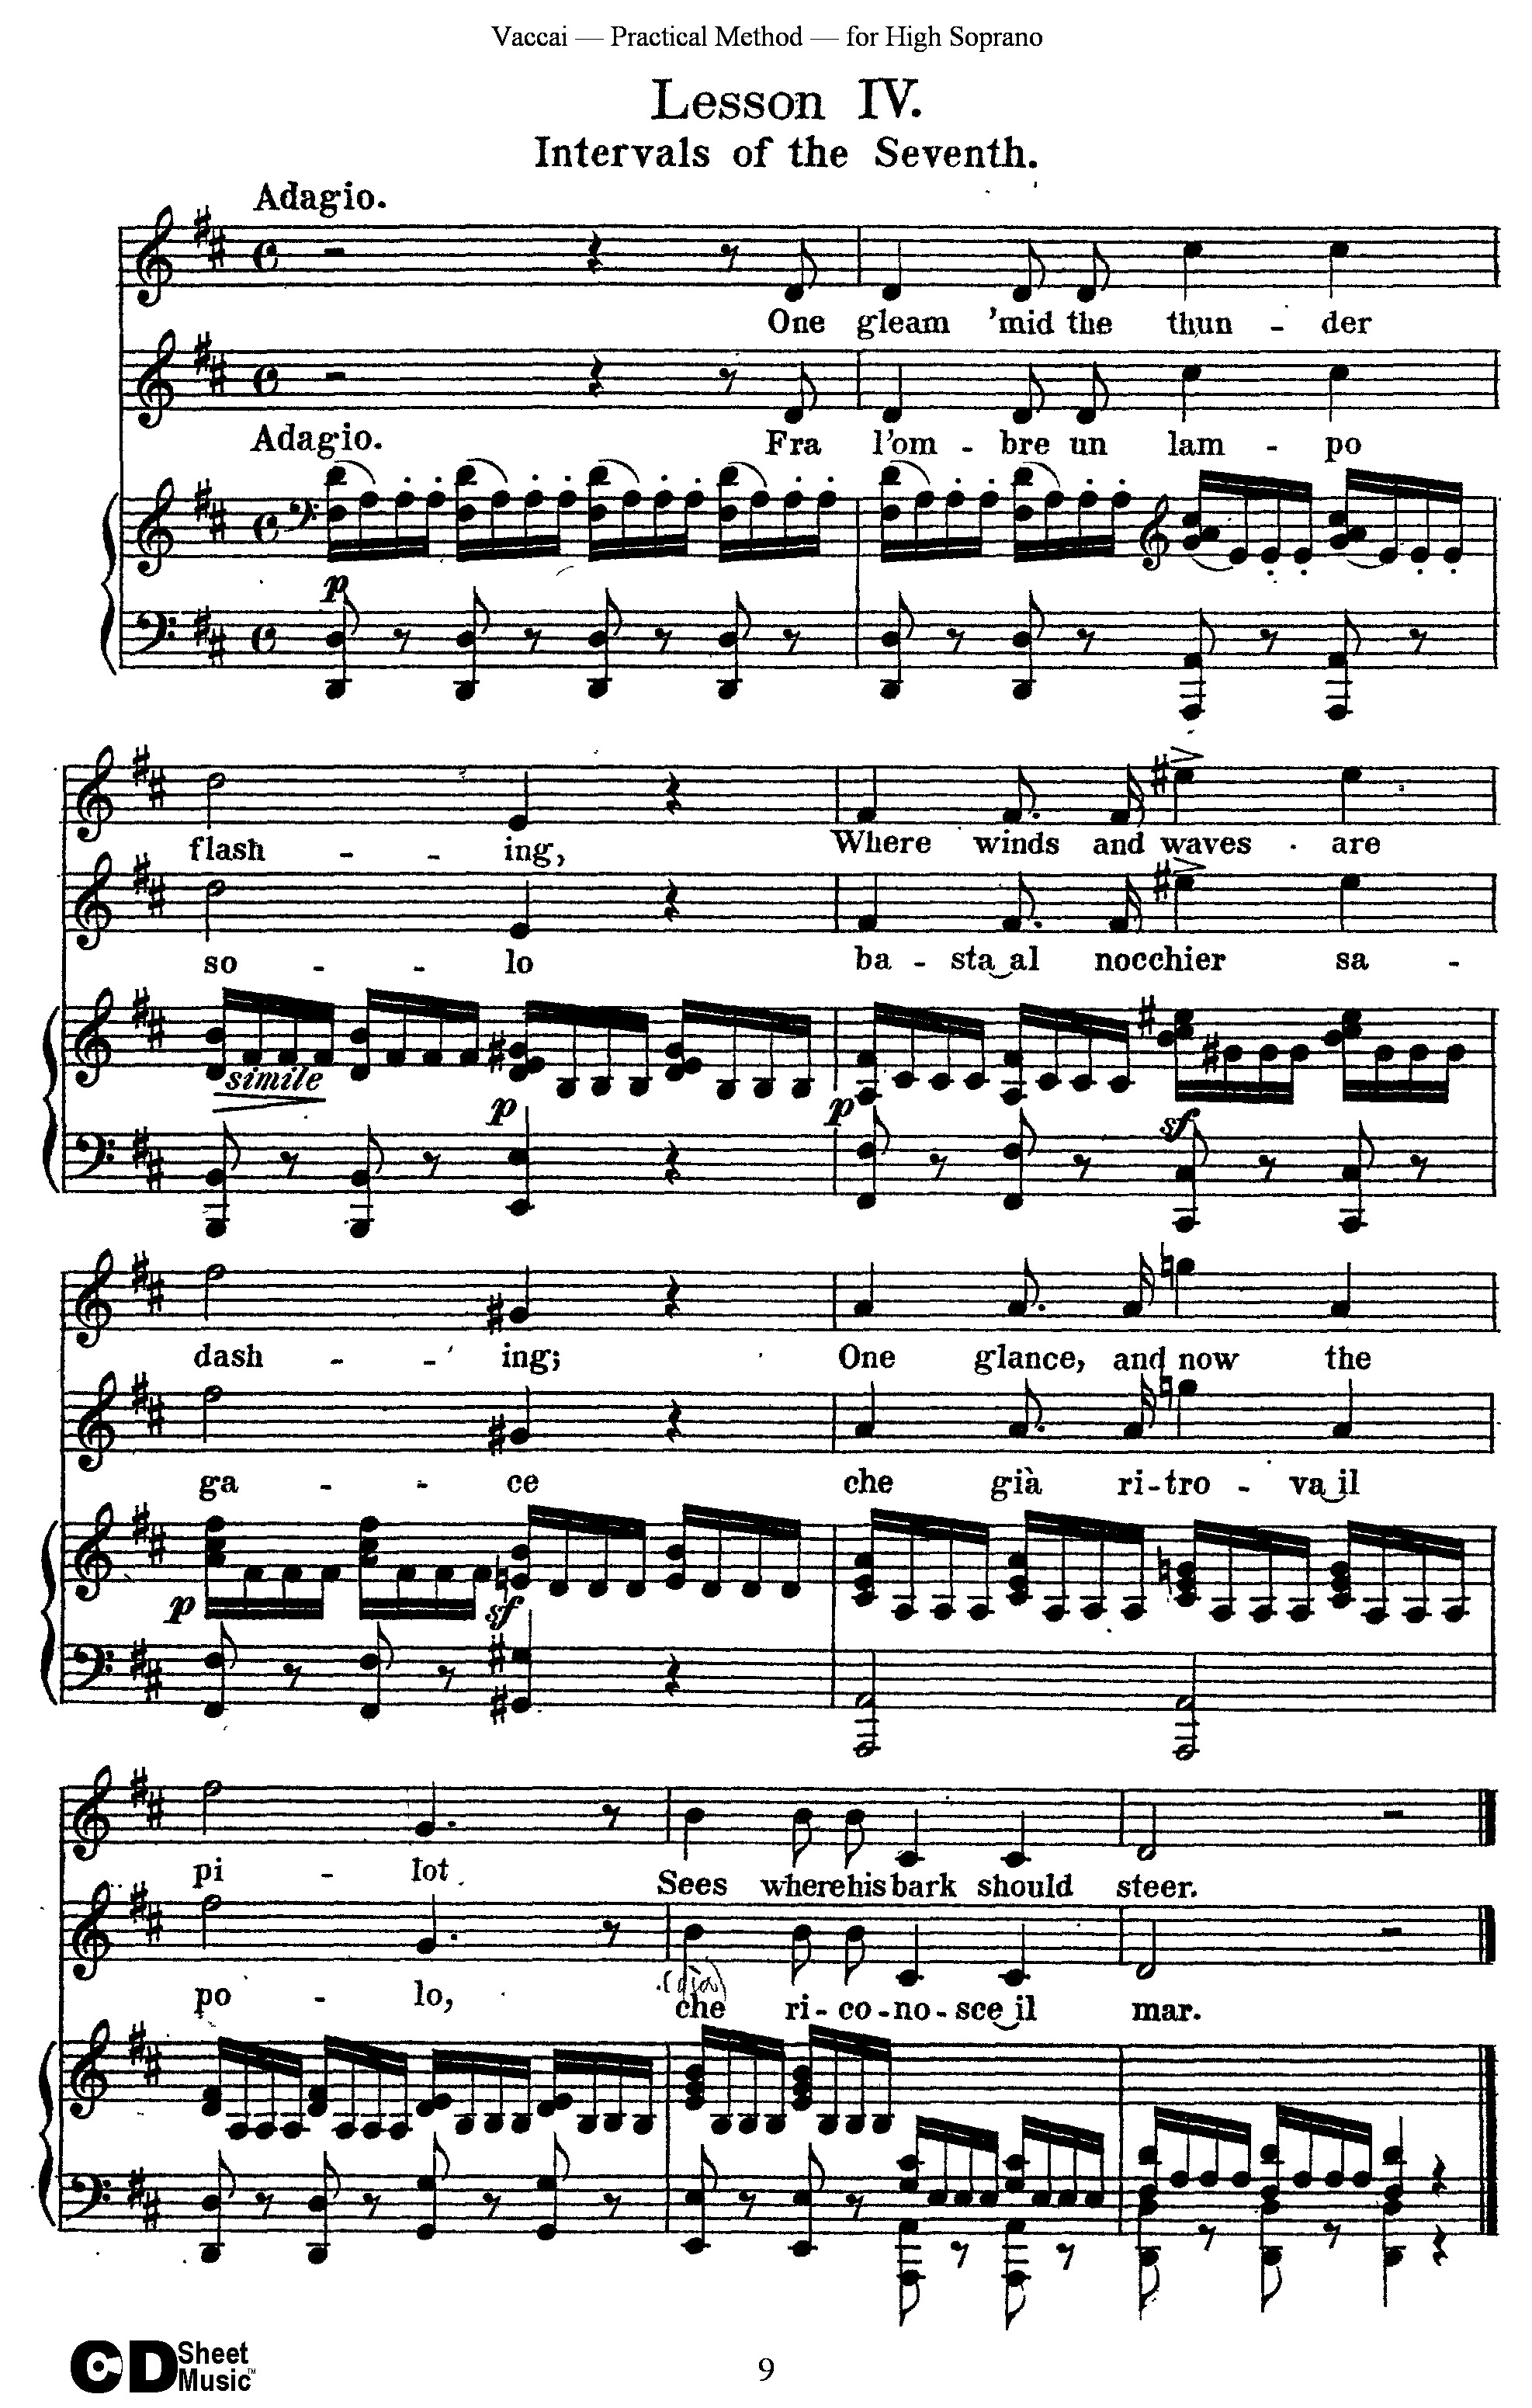 Vaccai — Practical Method — for High Soprano
Lesson IV.
Intervals of the Seventh.
Adagio.
One gleam 'mid the thun - der
Adagio.
Fra l'om - bre un lam - po
p
flash - - ing, Where winds and waves are
so - - lo ba - sta al nocchier sa -
simile
p p sf
dash - - ing; One glance, and now the
ga - - ce che già ri - tro - va il
p sf
pi - lot Sees where his bark should steer.
po - lo, che ri - co - no - sce il mar.
CD Sheet Music™
9